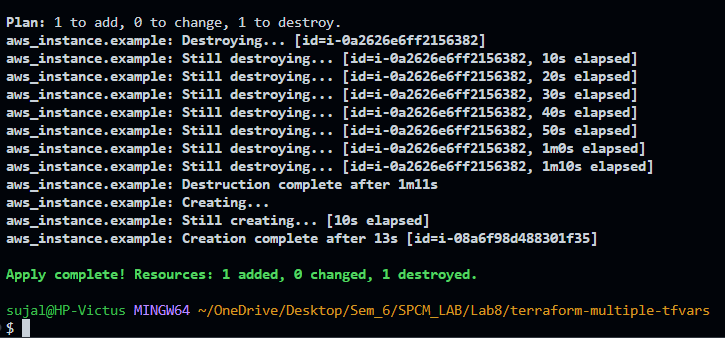 Plan: 1 to add, 0 to change, 1 to destroy.
aws_instance.example: Destroying... [id=i-0a2626e6ff2156382]
aws_instance.example: Still destroying... [id=i-0a2626e6ff2156382, 10s elapsed]
aws_instance.example: Still destroying... [id=i-0a2626e6ff2156382, 20s elapsed]
aws_instance.example: Still destroying... [id=i-0a2626e6ff2156382, 30s elapsed]
aws_instance.example: Still destroying... [id=i-0a2626e6ff2156382, 40s elapsed]
aws_instance.example: Still destroying... [id=i-0a2626e6ff2156382, 50s elapsed]
aws_instance.example: Still destroying... [id=i-0a2626e6ff2156382, 1m0s elapsed]
aws_instance.example: Still destroying... [id=i-0a2626e6ff2156382, 1m10s elapsed]
aws_instance.example: Destruction complete after 1m11s
aws_instance.example: Creating...
aws_instance.example: Still creating... [10s elapsed]
aws_instance.example: Creation complete after 13s [id=i-08a6f98d488301f35]
Apply complete! Resources: 1 added, 0 changed, 1 destroyed.
sujal@HP-Victus MINGW64 ~/OneDrive/Desktop/Sem_6/SPCM_LAB/Lab8/terraform-multiple-tfvars
$